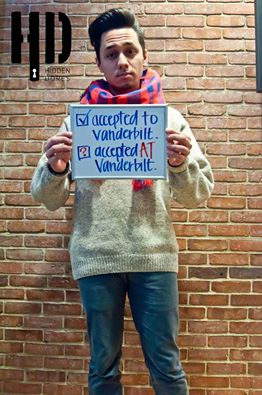 HD
HIDDEN
DORES
☑ accepted to
vanderbilt.
? accepted AT
vanderbilt.